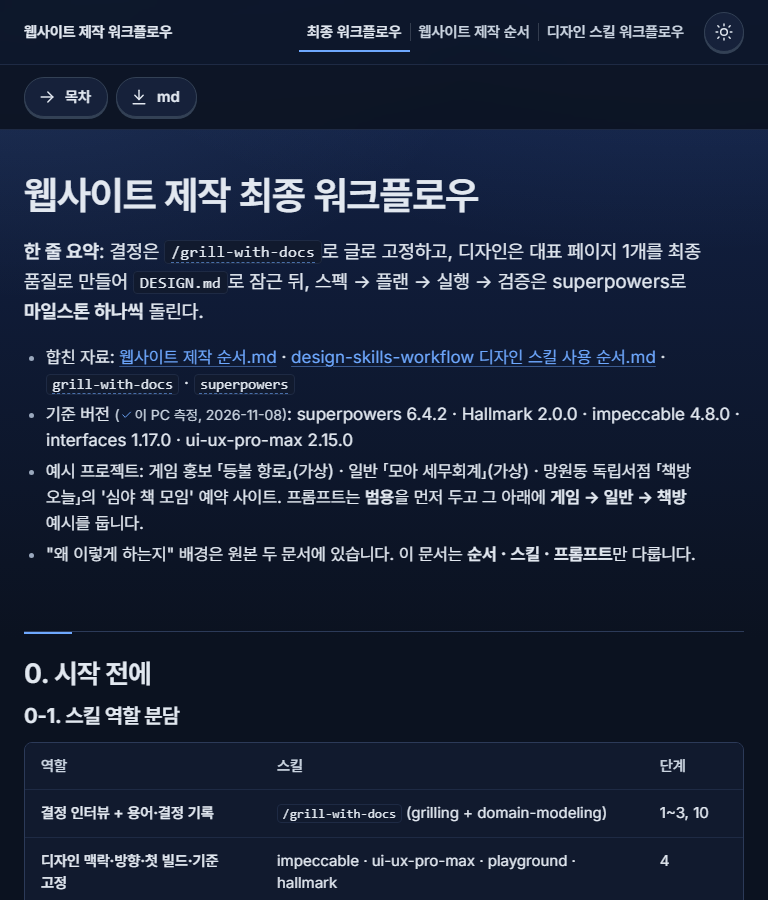 웹사이트 제작 워크플로우
최종 워크플로우
웹사이트 제작 순서
디자인 스킬 워크플로우
→ 목차
md
웹사이트 제작 최종 워크플로우
한 줄 요약: 결정은 /grill-with-docs 로 글로 고정하고, 디자인은 대표 페이지 1개를 최종
품질로 만들어 DESIGN.md 로 잠근 뒤, 스펙 → 플랜 → 실행 → 검증은 superpowers로
마일스톤 하나씩 돌린다.
• 합친 자료: 웹사이트 제작 순서.md · design-skills-workflow 디자인 스킬 사용 순서.md ·
grill-with-docs · superpowers
• 기준 버전 (✓이 PC 측정, 2026-11-08): superpowers 6.4.2 · Hallmark 2.0.0 · impeccable 4.8.0 ·
interfaces 1.17.0 · ui-ux-pro-max 2.15.0
• 예시 프로젝트: 게임 홍보 「등불 항로」(가상) · 일반 「모아 세무회계」(가상) · 망원동 독립서점 「책방
오늘」의 '심야 책 모임' 예약 사이트. 프롬프트는 범용을 먼저 두고 그 아래에 게임 → 일반 → 책방
예시를 둡니다.
• "왜 이렇게 하는지" 배경은 원본 두 문서에 있습니다. 이 문서는 순서 · 스킬 · 프롬프트만 다룹니다.
0. 시작 전에
0-1. 스킬 역할 분담
역할 스킬 단계
결정 인터뷰 + 용어·결정 기록 /grill-with-docs (grilling + domain-modeling) 1~3, 10
디자인 맥락·방향·첫 빌드·기준 impeccable · ui-ux-pro-max · playground · 4
고정 hallmark